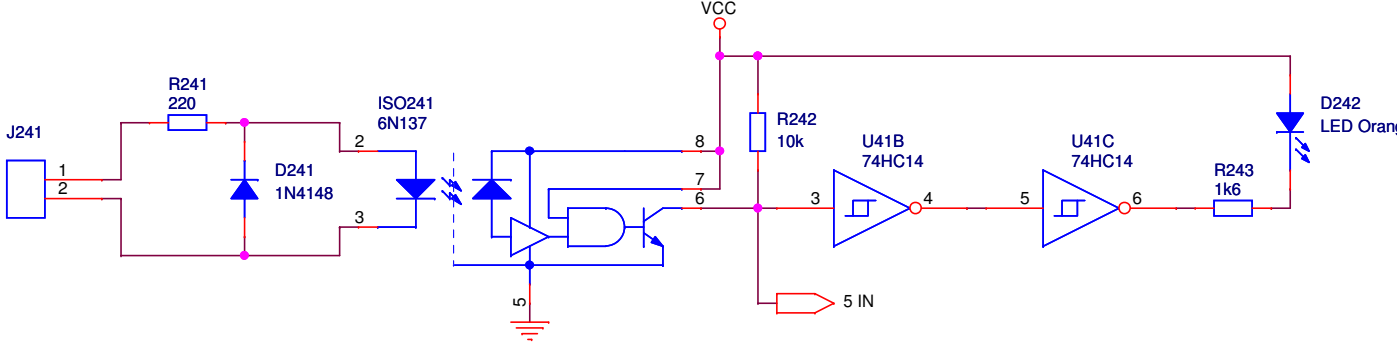 VCC
R241
220
ISO241
6N137
J241
1
2
D241
1N4148
2
3
8
7
6
5
R242
10k
U41B
74HC14
3
4
U41C
74HC14
5
6
R243
1k6
D242
LED Oran
5 IN